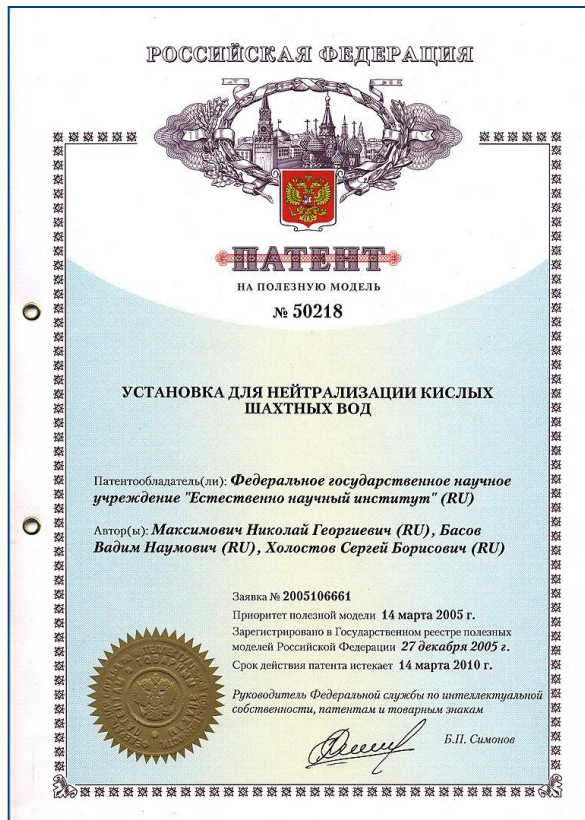 РОССИЙСКАЯ ФЕДЕРАЦИЯ
ПАТЕНТ
НА ПОЛЕЗНУЮ МОДЕЛЬ
№ 50218
УСТАНОВКА ДЛЯ НЕЙТРАЛИЗАЦИИ КИСЛЫХ
ШАХТНЫХ ВОД
Патентообладатель(ли): Федеральное государственное научное
учреждение "Естественно научный институт" (RU)
Автор(ы): Максимович Николай Георгиевич (RU), Басов
Вадим Наумович (RU), Холостов Сергей Борисович (RU)
Заявка № 2005106661
Приоритет полезной модели 14 марта 2005 г.
Зарегистрировано в Государственном реестре полезных
моделей Российской Федерации 27 декабря 2005 г.
Срок действия патента истекает 14 марта 2010 г.
Руководитель Федеральной службы по интеллектуальной
собственности, патентам и товарным знакам
Б.П. Симонов